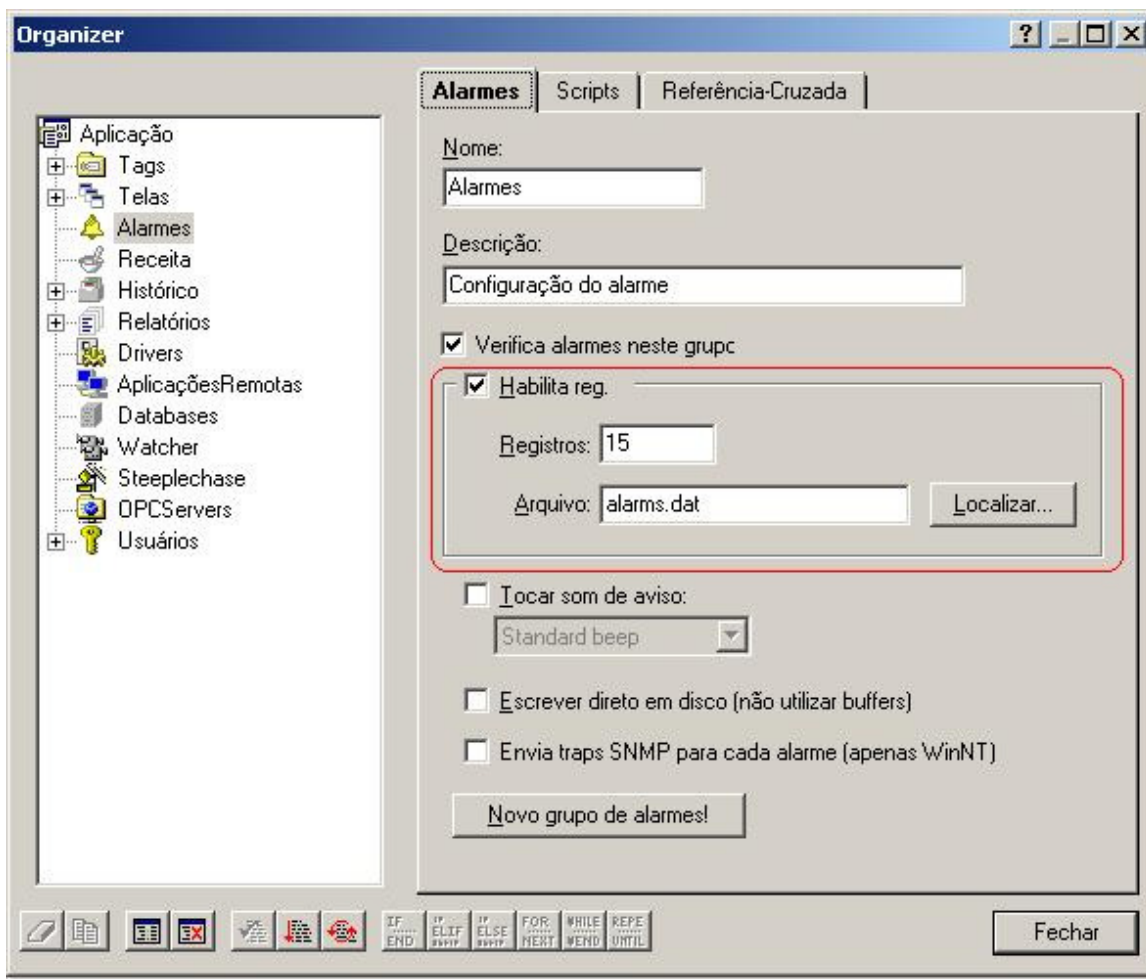 Organizer
Alarmes Scripts Referência-Cruzada
Aplicação
Tags
Telas
Alarmes
Receita
Histórico
Relatórios
Drivers
AplicaçõesRemotas
Databases
Watcher
Steeplechase
OPCServers
Usuários
Nome:
Alarmes
Descrição:
Configuração do alarme
Verifica alarmes neste grupo
Habilita reg.
Registros: 15
Arquivo: alarms.dat Localizar...
Tocar som de aviso:
Standard beep
Escrever direto em disco (não utilizar buffers)
Envia traps SNMP para cada alarme (apenas WinNT)
Novo grupo de alarmes!
IF IF IF FOR WHILE REPE
END ELIF ELSE NEXT WEND UNTIL
Fechar